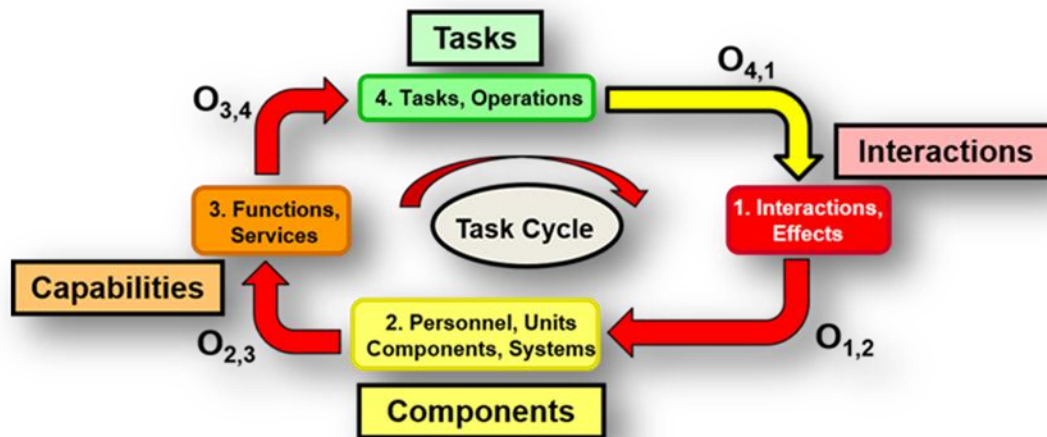 Tasks
4. Tasks, Operations
O4,1
O3,4
Interactions
3. Functions,
Services
Task Cycle
1. Interactions,
Effects
Capabilities
2. Personnel, Units
Components, Systems
O2,3
O1,2
Components